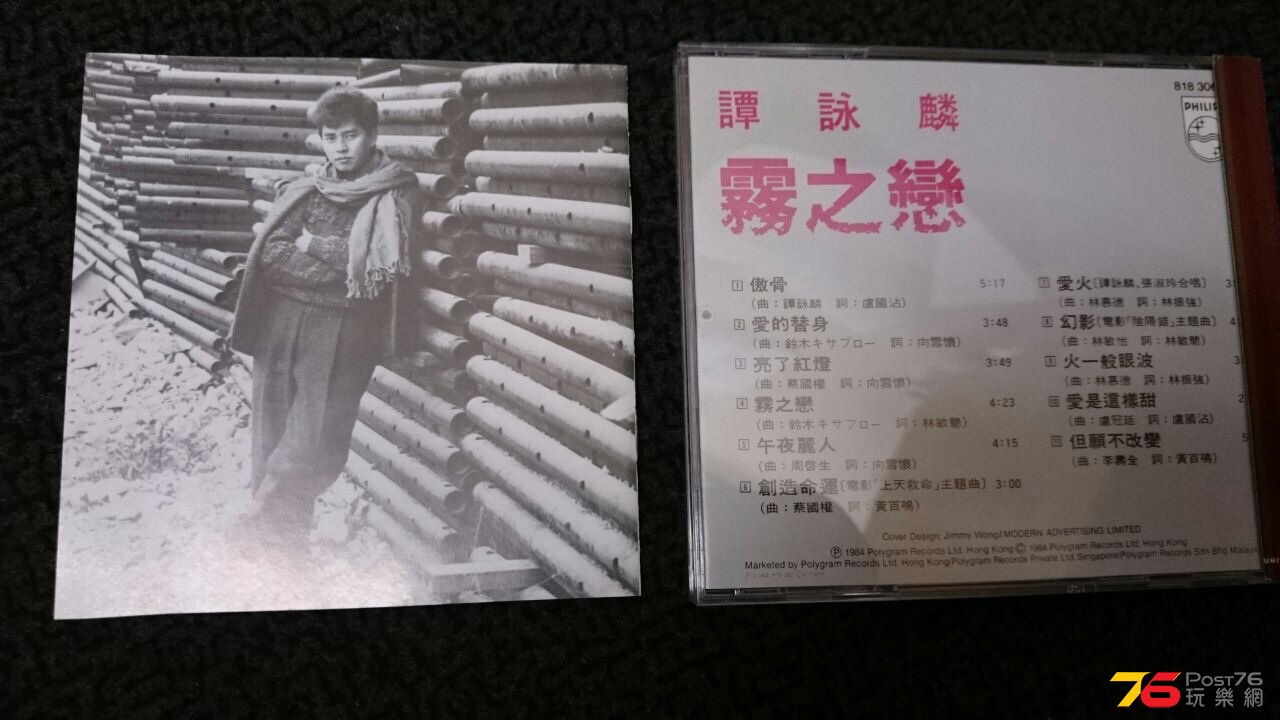 818 306
PHILIP
譚詠麟
霧之戀
1 傲骨 5:17
(曲：譚詠麟 詞：盧國沾)
2 愛的替身 3:48
(曲：鈴木キサブロー 詞：向雪懷)
3 亮了紅燈 3:49
(曲：蔡國權 詞：向雪懷)
4 霧之戀 4:23
(曲：鈴木キサブロー 詞：林敏驄)
5 午夜麗人 4:15
(曲：周啓生 詞：向雪懷)
6 創造命運〔電影「上天救命」主題曲〕 3:00
(曲：蔡國權 詞：黃百鳴)
7 愛火〔譚詠麟、張淑玲合唱〕 3:
(曲：林慕德 詞：林振強)
8 幻影〔電影「陰陽錯」主題曲〕 4
(曲：林敏怡 詞：林敏驄)
9 火一般眼波 3
(曲：林慕德 詞：林振強)
10 愛是這樣甜 2
(曲：盧冠廷 詞：盧國沾)
11 但願不改變 5
(曲：李壽全 詞：黃百鳴)
Cover Design: Jimmy Wong/MODERN ADVERTISING LIMITED
Ⓟ 1984 Polygram Records Ltd. Hong Kong © 1984 Polygram Records Ltd. Hong Kong
Marketed by Polygram Records Ltd. Hong Kong/Polygram Records Private Ltd. Singapore/Polygram Records Sdn Bhd Malays
UNI
76 POST76
玩樂網